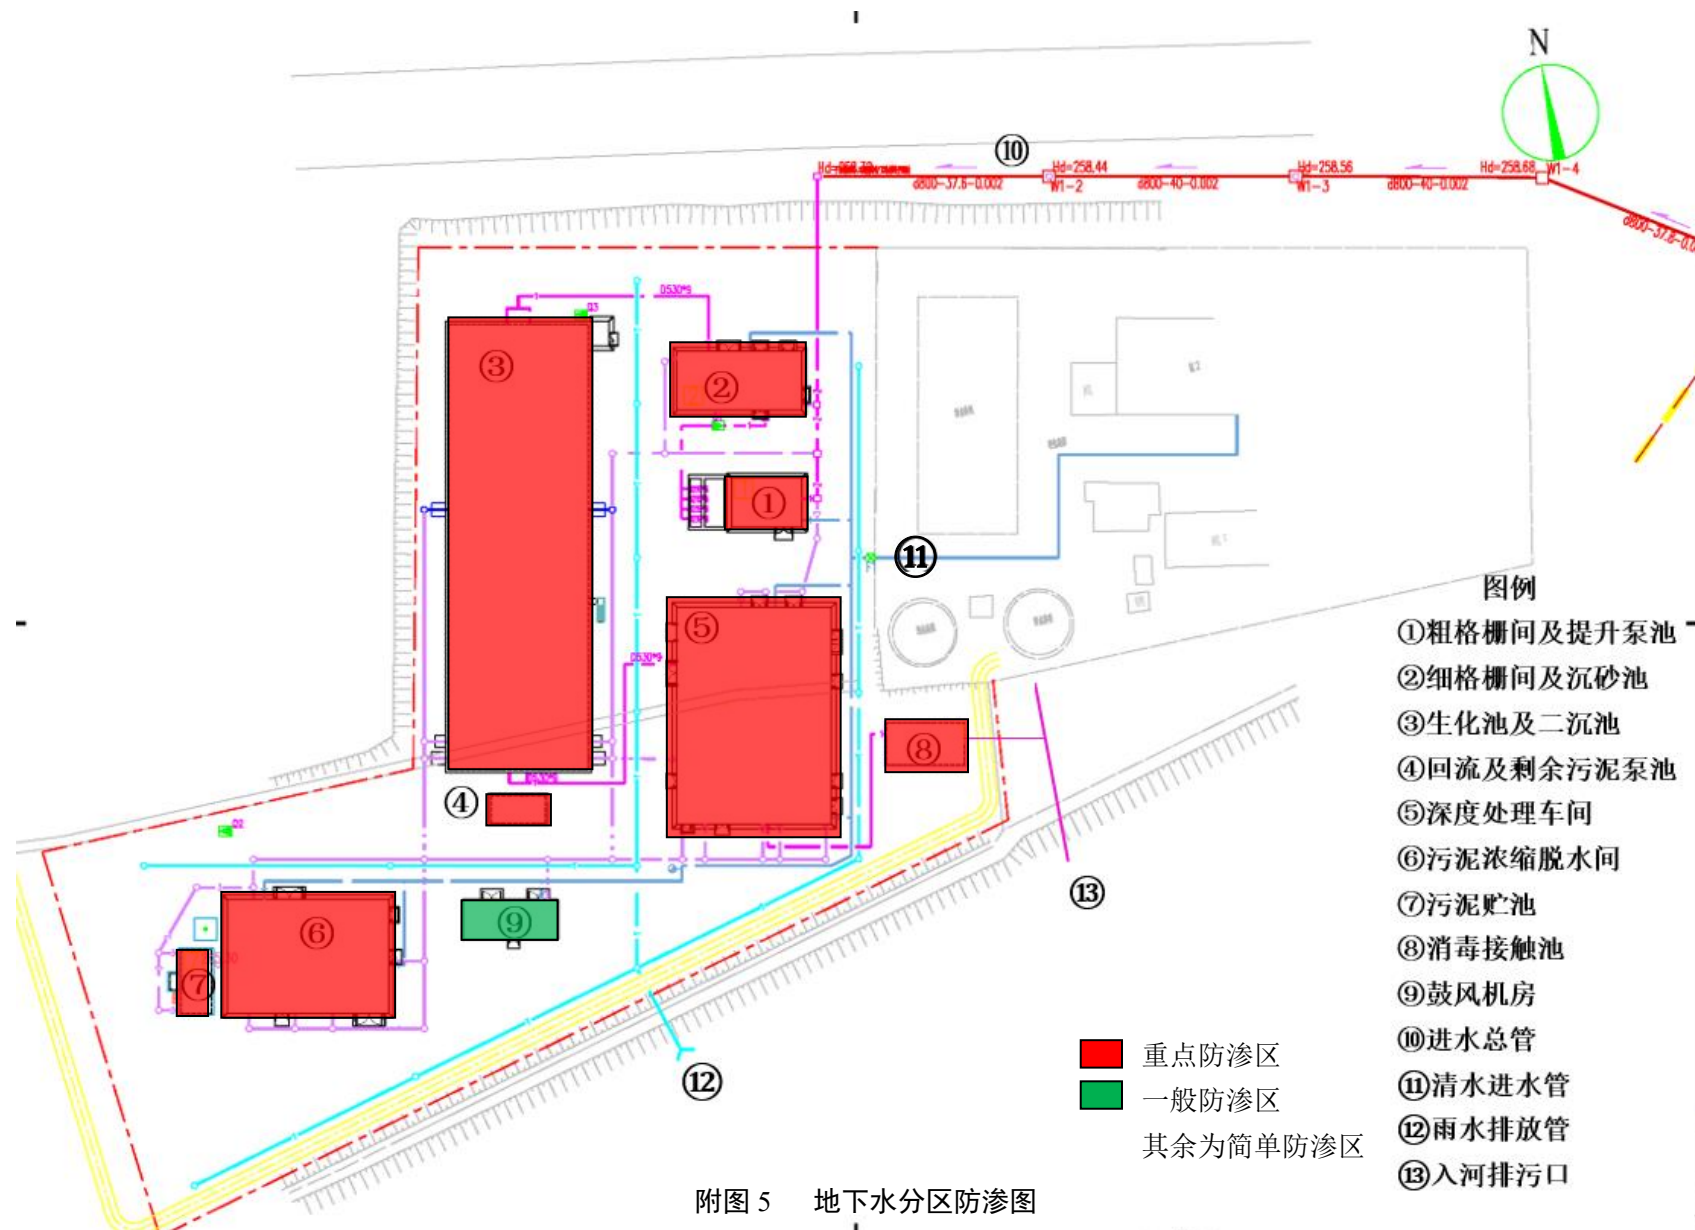 N
⑩
Hd=258.44
Hd=258.56
Hd=258.68
W1-4
d800-37.6-0.002
W1-2
d800-40-0.002
W1-3
d800-40-0.002
D530*9
③
②
①
⑪
⑤
D530*9
⑧
④
⑬
⑥
⑨
⑦
⑫
图例
①粗格栅间及提升泵池
②细格栅间及沉砂池
③生化池及二沉池
④回流及剩余污泥泵池
⑤深度处理车间
⑥污泥浓缩脱水间
⑦污泥贮池
⑧消毒接触池
⑨鼓风机房
⑩进水总管
⑪清水进水管
⑫雨水排放管
⑬入河排污口
重点防渗区
一般防渗区
其余为简单防渗区
附图 5 地下水分区防渗图